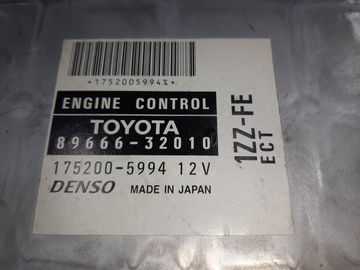 *1752005994%*
ENGINE CONTROL
TOYOTA
89666-32010
175200-5994 12V
DENSO MADE IN JAPAN
1ZZ-FE
ECT